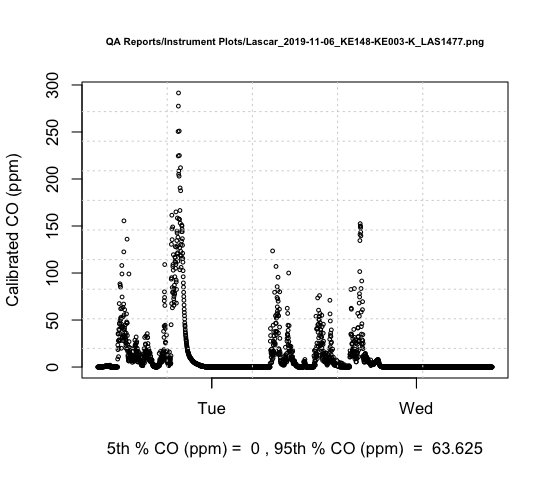 QA Reports/Instrument Plots/Lascar_2019-11-06_KE148-KE003-K_LAS1477.png
300
250
200
150
100
50
0
Calibrated CO (ppm)
Tue Wed
5th % CO (ppm) = 0 , 95th % CO (ppm) = 63.625